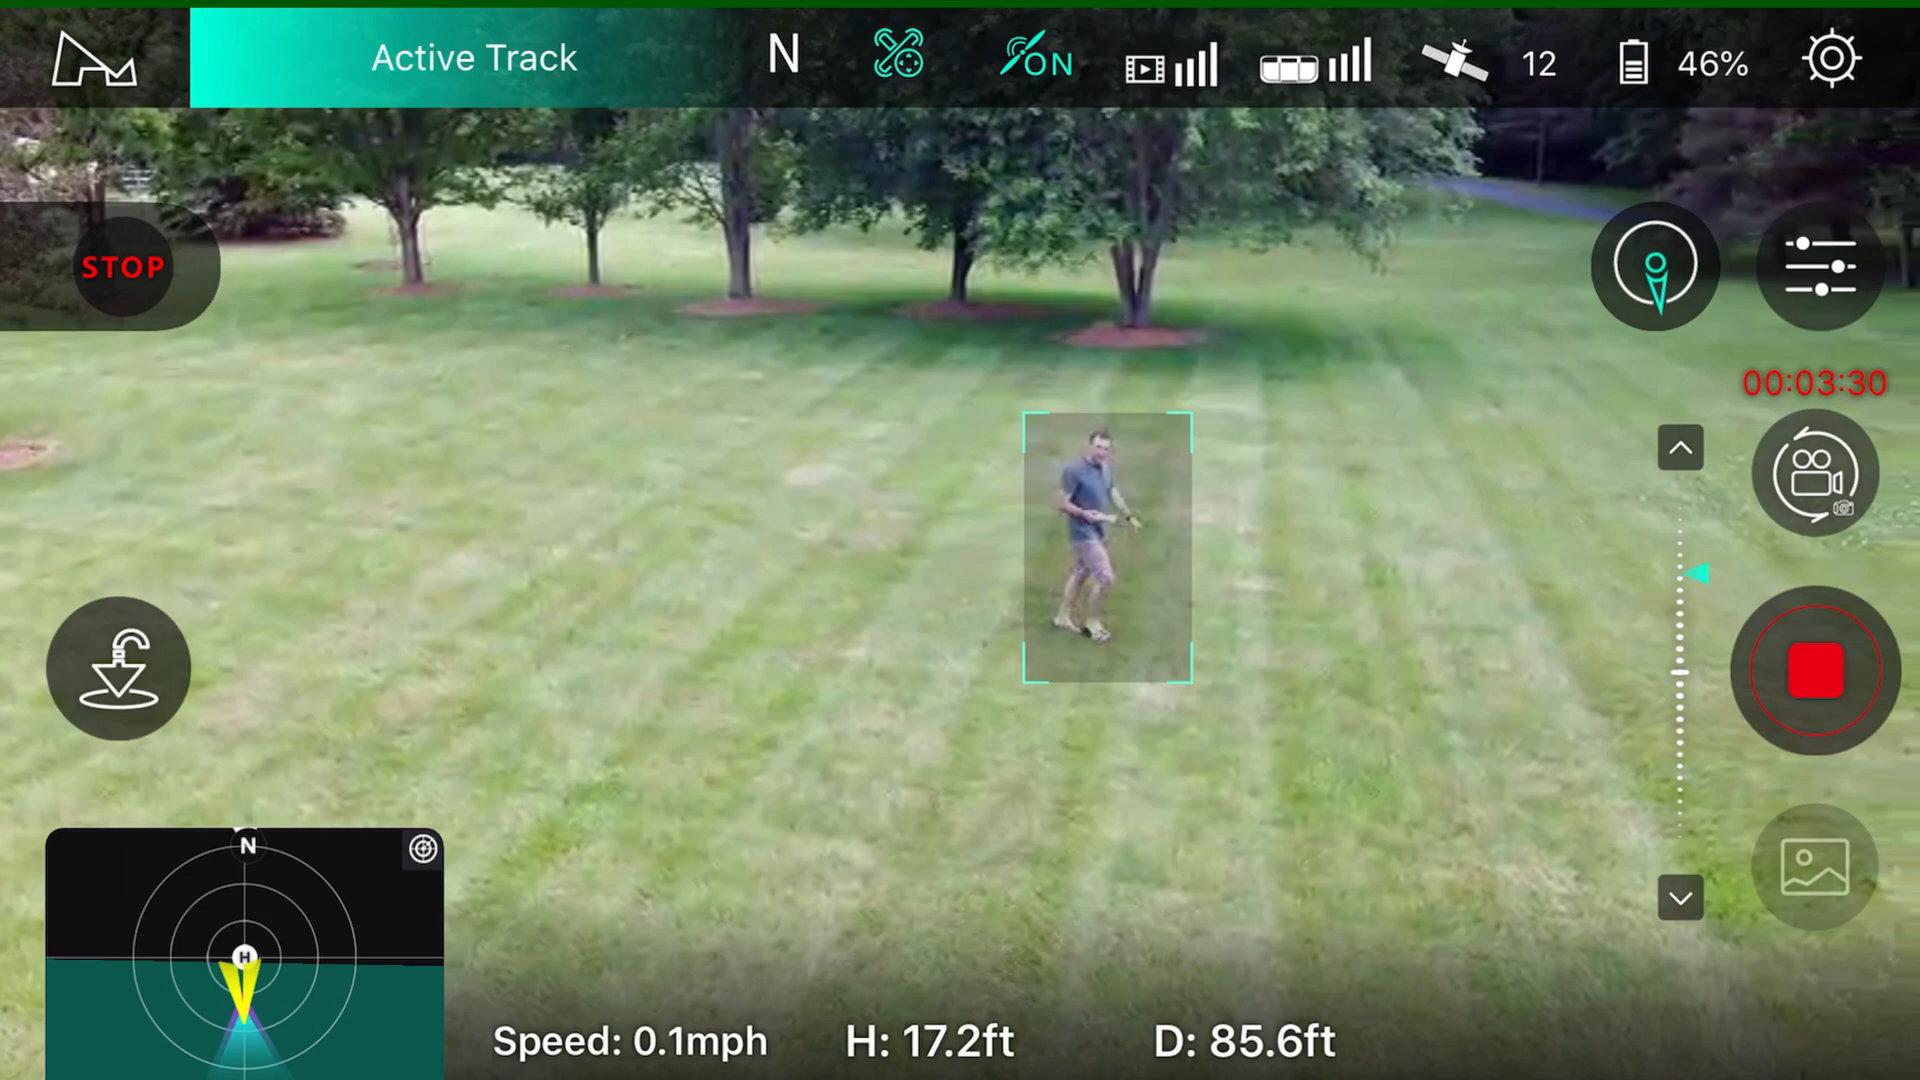 Active Track
N
ON
12
46%
STOP
00:03:30
N
H
Speed: 0.1mph
H: 17.2ft
D: 85.6ft